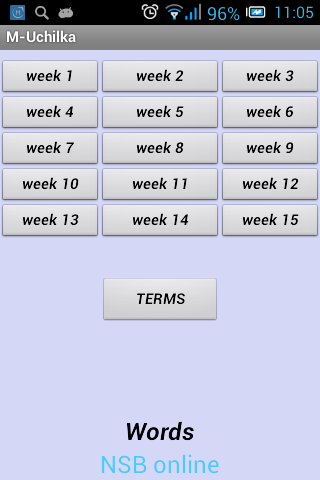 96% 11:05
M-Uchilka
week 1 week 2 week 3
week 4 week 5 week 6
week 7 week 8 week 9
week 10 week 11 week 12
week 13 week 14 week 15
TERMS
Words
NSB online